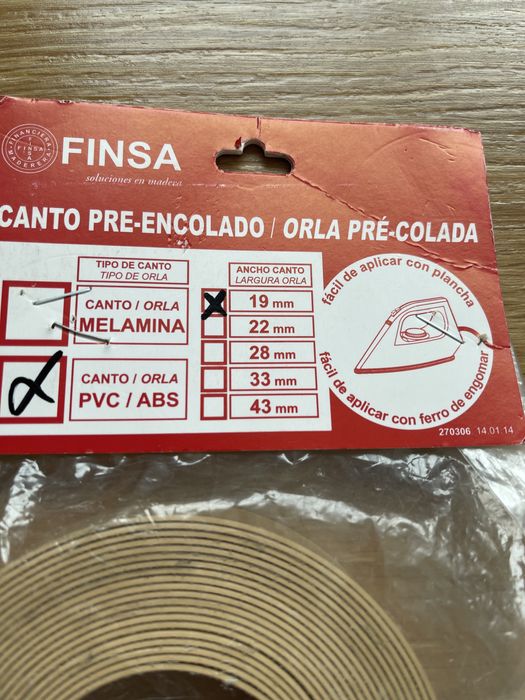 FINANCIERA MADERERA
FINSA
FINSA
soluciones en madera
CANTO PRE-ENCOLADO / ORLA PRÉ-COLADA
TIPO DE CANTO
TIPO DE ORLA
CANTO / ORLA
MELAMINA
CANTO / ORLA
PVC / ABS
ANCHO CANTO
LARGURA ORLA
19 mm
22 mm
28 mm
33 mm
43 mm
fácil de aplicar con plancha
fácil de aplicar com ferro de engomar
270306 14.01.14